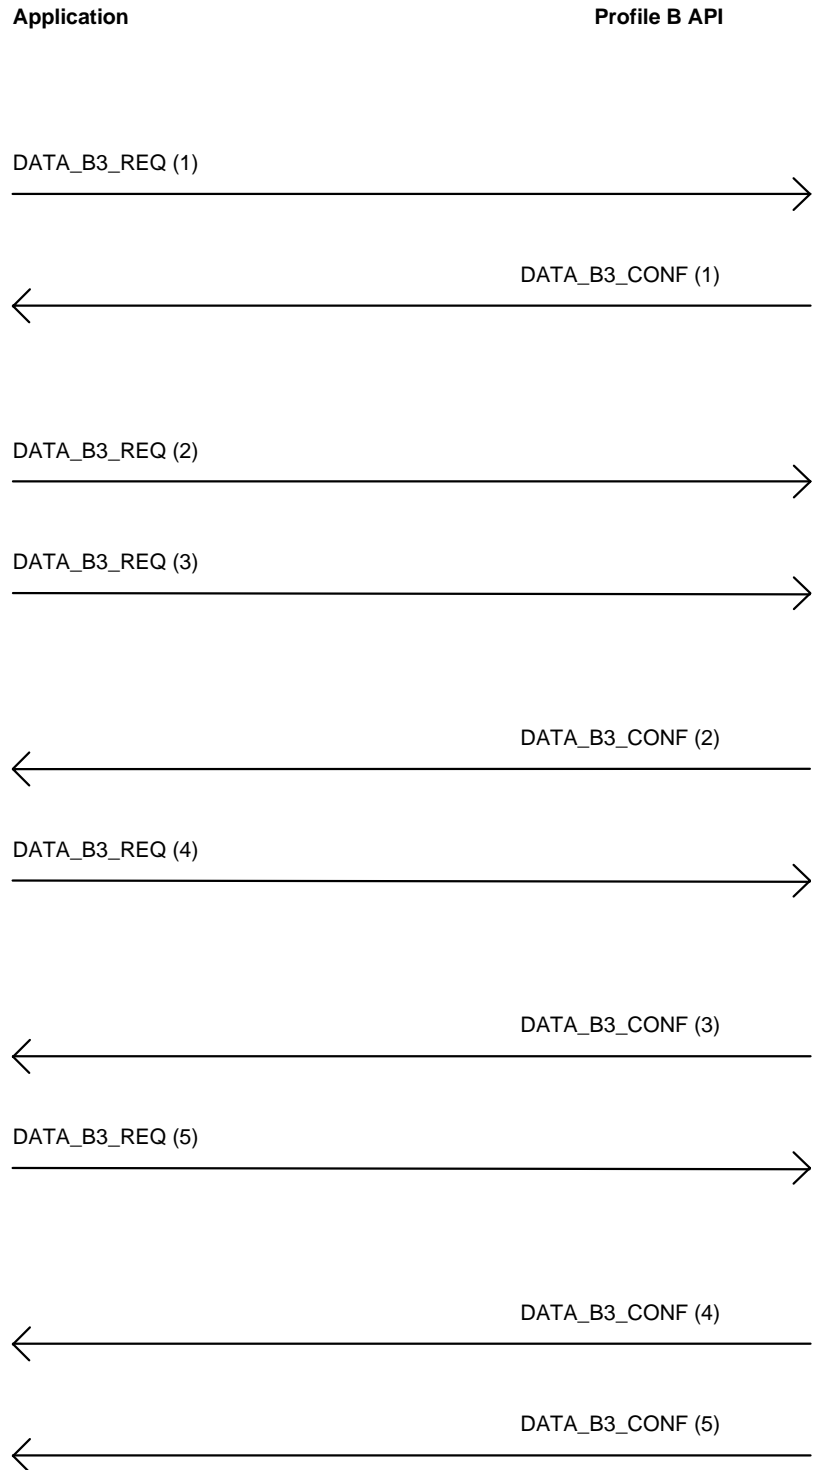 Application
Profile B API
DATA_B3_REQ (1)
DATA_B3_CONF (1)
DATA_B3_REQ (2)
DATA_B3_REQ (3)
DATA_B3_CONF (2)
DATA_B3_REQ (4)
DATA_B3_CONF (3)
DATA_B3_REQ (5)
DATA_B3_CONF (4)
DATA_B3_CONF (5)